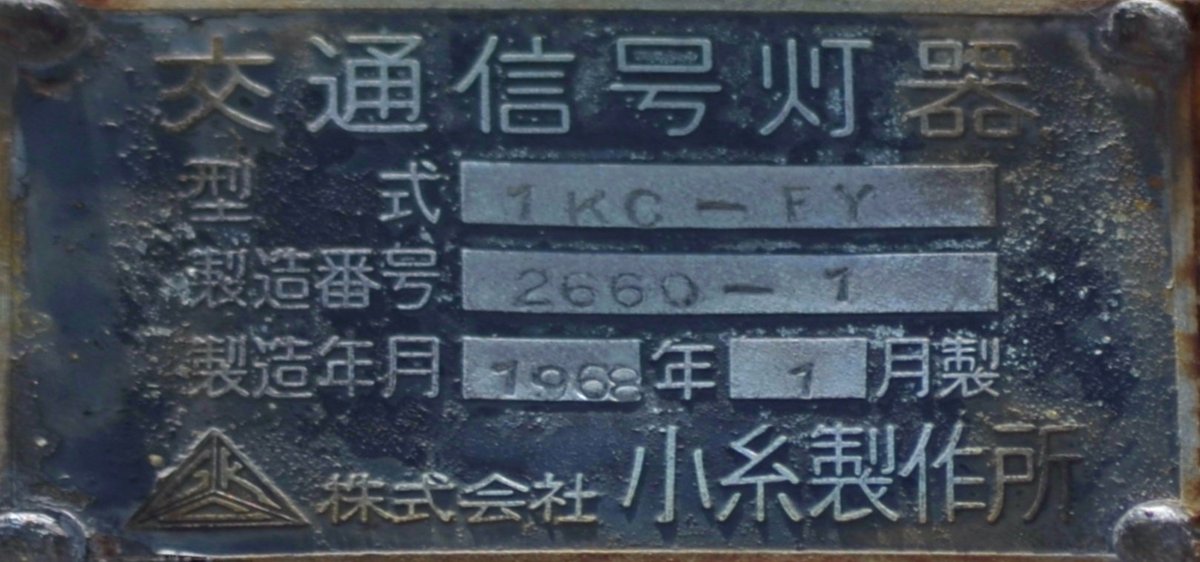 交通信号灯器
型式 1KC-FY
製造番号 2660-1
製造年月 1968年1月製
株式会社 小糸製作所